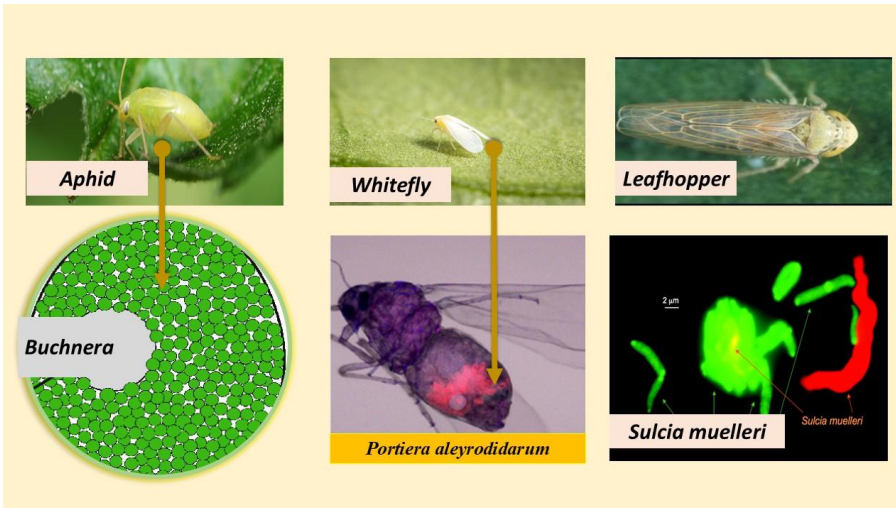 Aphid
Whitefly
Leafhopper
Buchnera
2 µm
Sulcia muelleri
Sulcia muelleri
Portiera aleyrodidarum